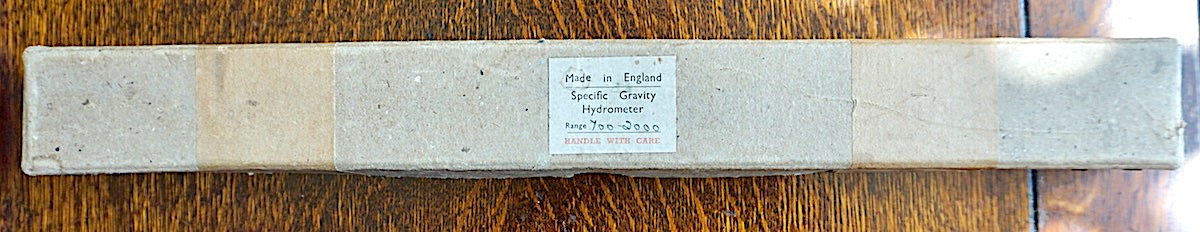 Made in England
Specific Gravity
Hydrometer
Range 700-2000
HANDLE WITH CARE